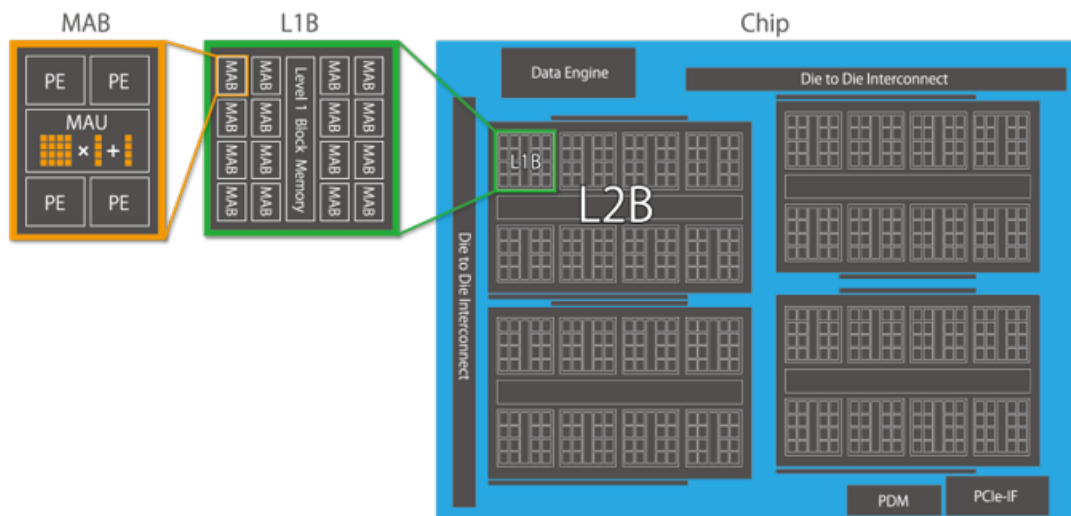 MAB
PE
PE
MAU
× +
PE
PE
L1B
MAB
MAB
MAB
MAB
MAB
MAB
MAB
MAB
Level 1 Block Memory
MAB
MAB
MAB
MAB
MAB
MAB
MAB
MAB
Chip
Data Engine
Die to Die Interconnect
Die to Die Interconnect
L1B
L2B
PDM
PCIe-IF